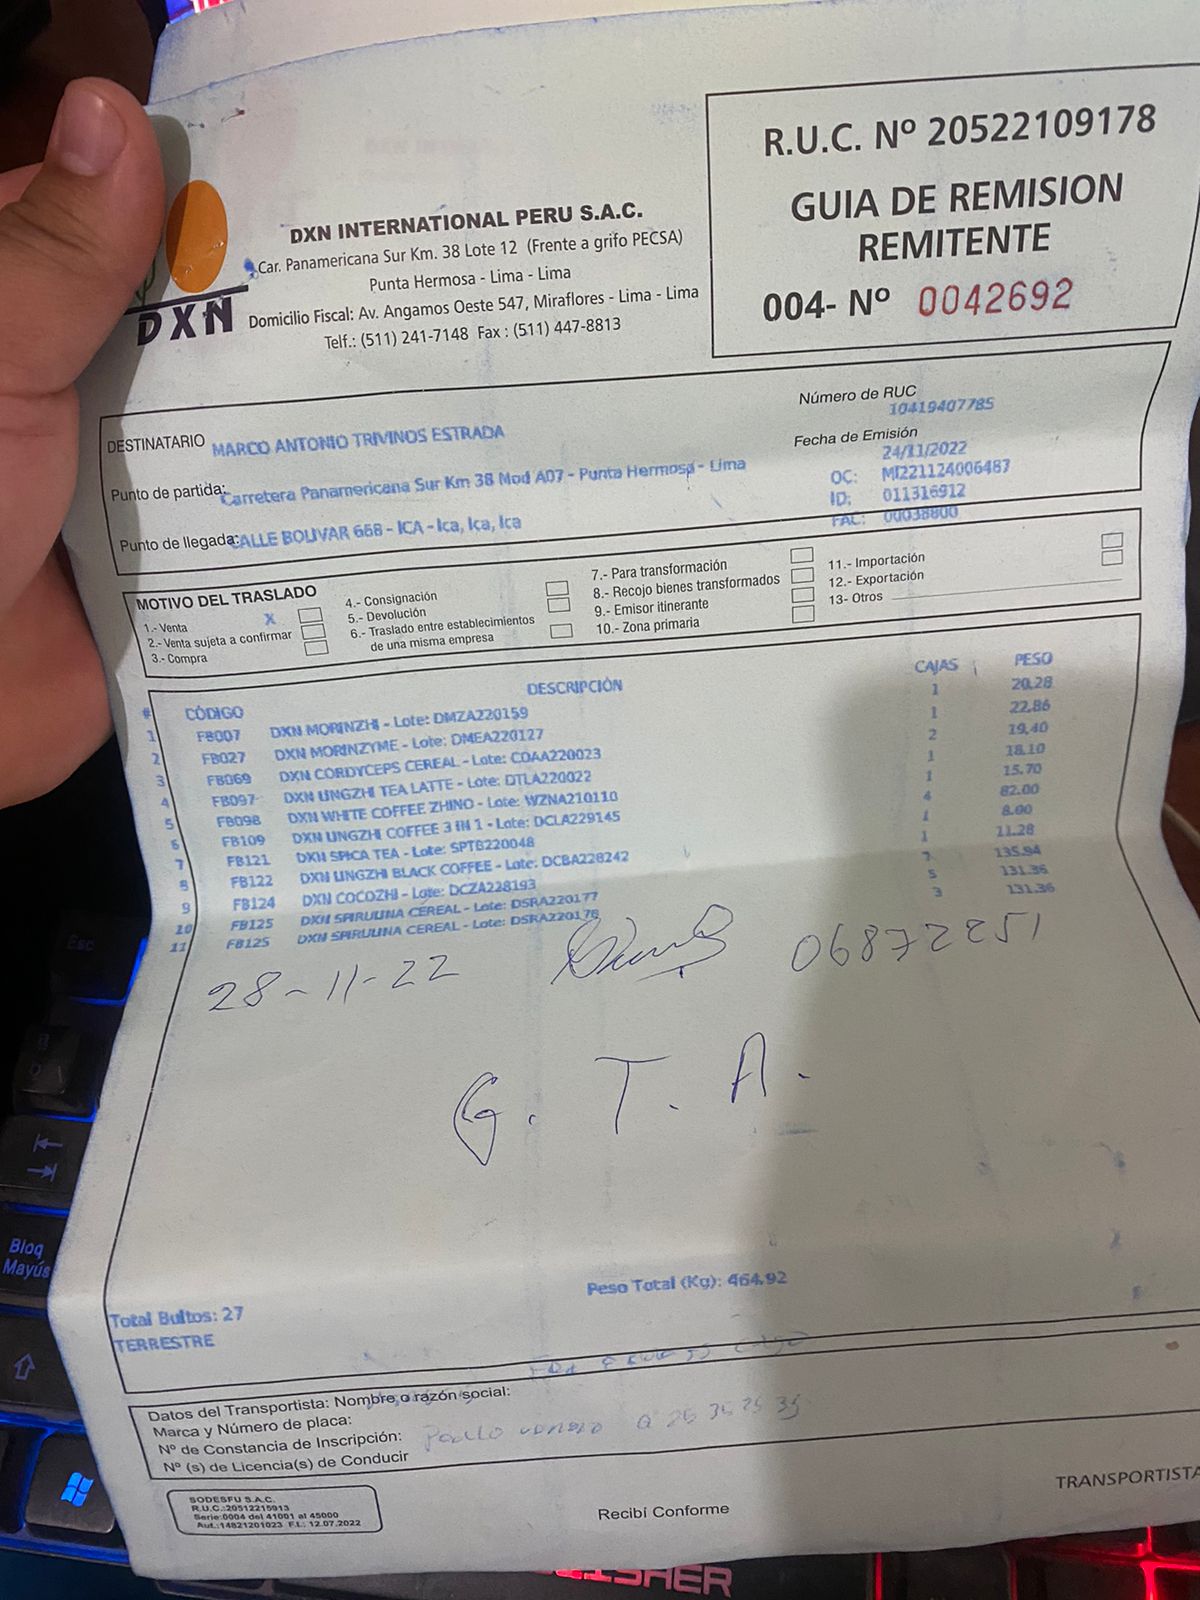 R.U.C. Nº 20522109178
GUIA DE REMISION
REMITENTE
004- Nº 0042692
DXN
DXN INTERNATIONAL PERU S.A.C.
Car. Panamericana Sur Km. 38 Lote 12 (Frente a grifo PECSA)
Punta Hermosa - Lima - Lima
Domicilio Fiscal: Av. Angamos Oeste 547, Miraflores - Lima - Lima
Telf.: (511) 241-7148 Fax : (511) 447-8813
DESTINATARIO MARCO ANTONIO TRIVINOS ESTRADA
Número de RUC
10419407785
Fecha de Emisión
24/11/2022
Punto de partida: Carretera Panamericana Sur Km 38 Mod A07 - Punta Hermosa - Lima
OC: MI221124006487
ID: 011316912
Punto de llegada: CALLE BOLIVAR 668 - ICA - Ica, Ica, Ica
FAC: 00038800
MOTIVO DEL TRASLADO
1.- Venta X
2.- Venta sujeta a confirmar
3.- Compra
4.- Consignación
5.- Devolución
6.- Traslado entre establecimientos
de una misma empresa
7.- Para transformación
8.- Recojo bienes transformados
9.- Emisor itinerante
10.- Zona primaria
11.- Importación
12.- Exportación
13- Otros
# CÓDIGO DESCRIPCIÓN CAJAS PESO
1 FB007 DXN MORINZHI - Lote: DMZA220159 1 20.28
2 FB027 DXN MORINZYME - Lote: DMEA220127 1 22.86
3 FB069 DXN CORDYCEPS CEREAL - Lote: COAA220023 2 19.40
4 FB097 DXN LINGZHI TEA LATTE - Lote: DTLA220022 1 18.10
5 FB098 DXN WHITE COFFEE ZHINO - Lote: WZNA210110 1 15.70
6 FB109 DXN LINGZHI COFFEE 3 IN 1 - Lote: DCLA229145 4 82.00
7 FB121 DXN SPICA TEA - Lote: SPTB220048 1 8.00
8 FB122 DXN LINGZHI BLACK COFFEE - Lote: DCBA228242 1 11.28
9 FB124 DXN COCOZHI - Lote: DCZA228193 7 135.94
10 FB125 DXN SPIRULINA CEREAL - Lote: DSRA220177 5 131.36
11 FB125 DXN SPIRULINA CEREAL - Lote: DSRA220178 3 131.36
28-11-22 06872251
G. T. A.
Peso Total (Kg): 464.92
Total Bultos: 27
TERRESTRE
Datos del Transportista: Nombre o razón social:
Marca y Número de placa:
Nº de Constancia de Inscripción:
Nº (s) de Licencia(s) de Conducir
SODESFU S.A.C.
R.U.C.:20512215913
Serie:0004 del 41001 al 45000
Aut.:14821201023 F.I.: 12.07.2022
Recibí Conforme
TRANSPORTISTA
Esc
Bloq
Mayús